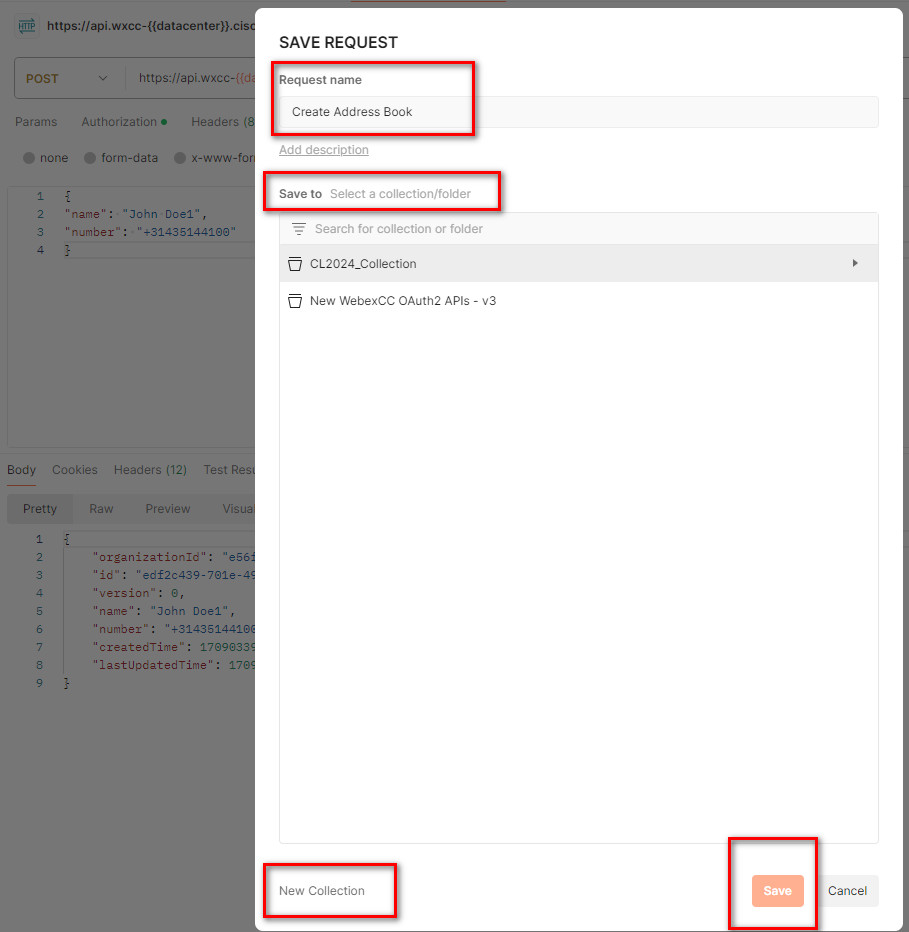 HTTP https://api.wxcc-{{datacenter}}.cisc
POST https://api.wxcc-{{da
Params Authorization Headers (8
none form-data x-www-for
1 {
2 "name": "John Doe1",
3 "number": "+31435144100"
4 }
Body Cookies Headers (12) Test Resu
Pretty Raw Preview Visual
1 {
2 "organizationId": "e56f
3 "id": "edf2c439-701e-49
4 "version": 0,
5 "name": "John Doe1",
6 "number": "+31435144100
7 "createdTime": 17090339
8 "lastUpdatedTime": 1709
9 }
SAVE REQUEST
Request name
Create Address Book
Add description
Save to Select a collection/folder
Search for collection or folder
CL2024_Collection
New WebexCC OAuth2 APIs - v3
New Collection
Save Cancel